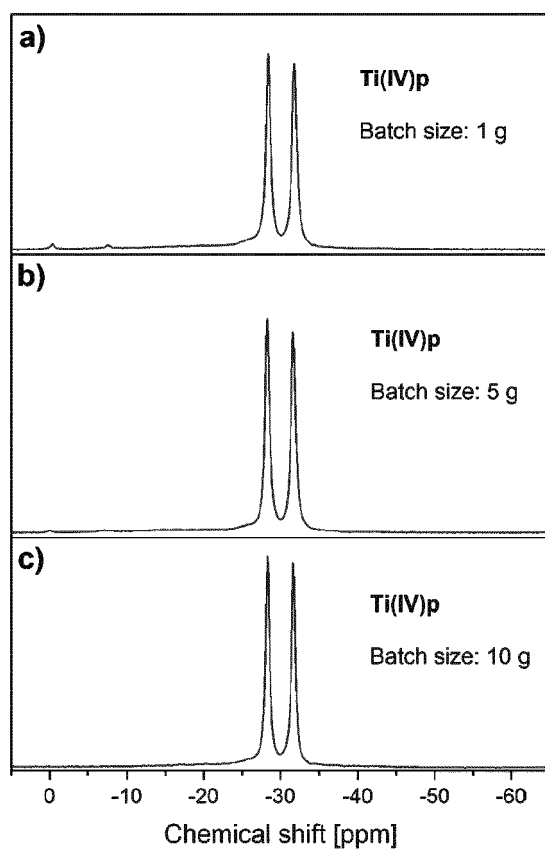 a)
Ti(IV)p
Batch size: 1 g
b)
Ti(IV)p
Batch size: 5 g
c)
Ti(IV)p
Batch size: 10 g
0 -10 -20 -30 -40 -50 -60
Chemical shift [ppm]